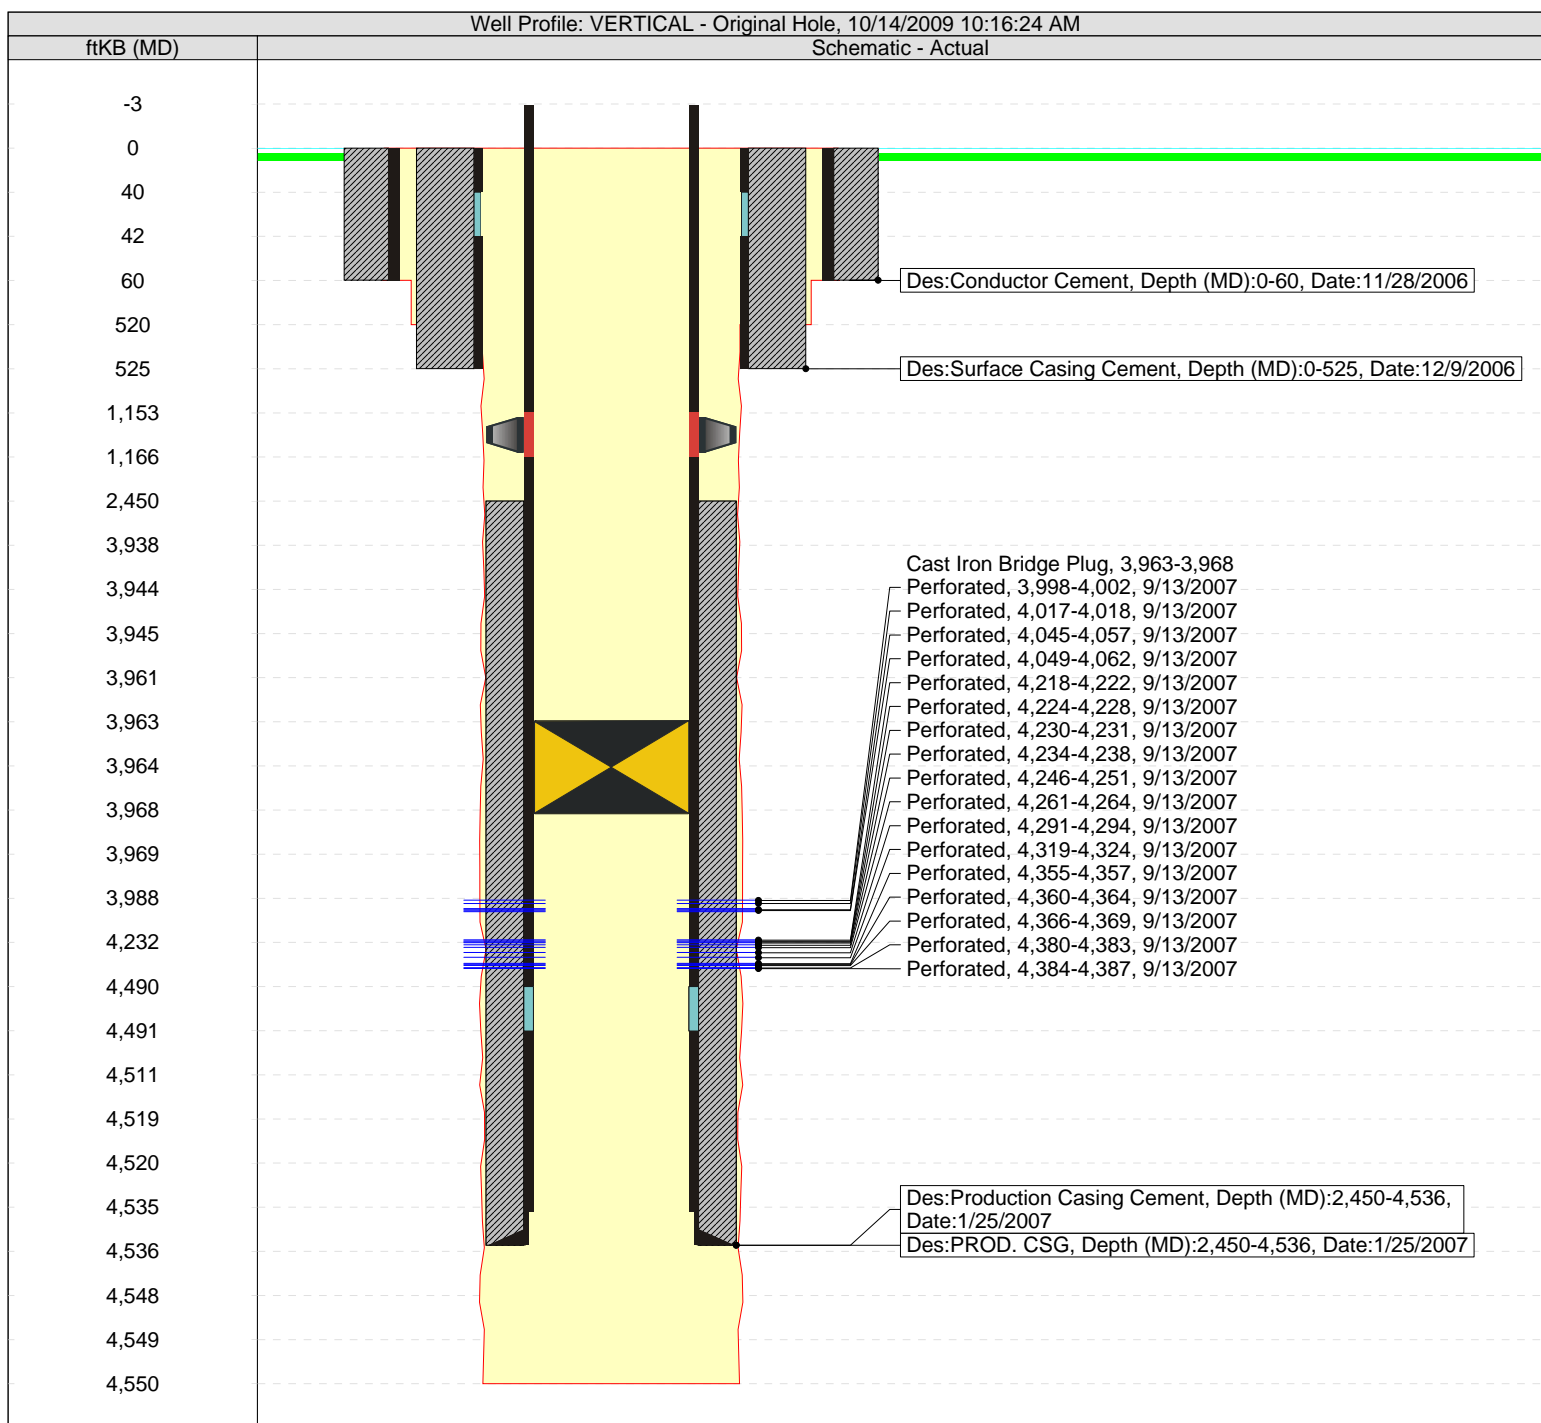 Well Profile: VERTICAL - Original Hole, 10/14/2009 10:16:24 AM
ftKB (MD)
Schematic - Actual
-3
0
40
42
60
520
525
1,153
1,166
2,450
3,938
3,944
3,945
3,961
3,963
3,964
3,968
3,969
3,988
4,232
4,490
4,491
4,511
4,519
4,520
4,535
4,536
4,548
4,549
4,550
Des:Conductor Cement, Depth (MD):0-60, Date:11/28/2006
Des:Surface Casing Cement, Depth (MD):0-525, Date:12/9/2006
Cast Iron Bridge Plug, 3,963-3,968
Perforated, 3,998-4,002, 9/13/2007
Perforated, 4,017-4,018, 9/13/2007
Perforated, 4,045-4,057, 9/13/2007
Perforated, 4,049-4,062, 9/13/2007
Perforated, 4,218-4,222, 9/13/2007
Perforated, 4,224-4,228, 9/13/2007
Perforated, 4,230-4,231, 9/13/2007
Perforated, 4,234-4,238, 9/13/2007
Perforated, 4,246-4,251, 9/13/2007
Perforated, 4,261-4,264, 9/13/2007
Perforated, 4,291-4,294, 9/13/2007
Perforated, 4,319-4,324, 9/13/2007
Perforated, 4,355-4,357, 9/13/2007
Perforated, 4,360-4,364, 9/13/2007
Perforated, 4,366-4,369, 9/13/2007
Perforated, 4,380-4,383, 9/13/2007
Perforated, 4,384-4,387, 9/13/2007
Des:Production Casing Cement, Depth (MD):2,450-4,536,
Date:1/25/2007
Des:PROD. CSG, Depth (MD):2,450-4,536, Date:1/25/2007